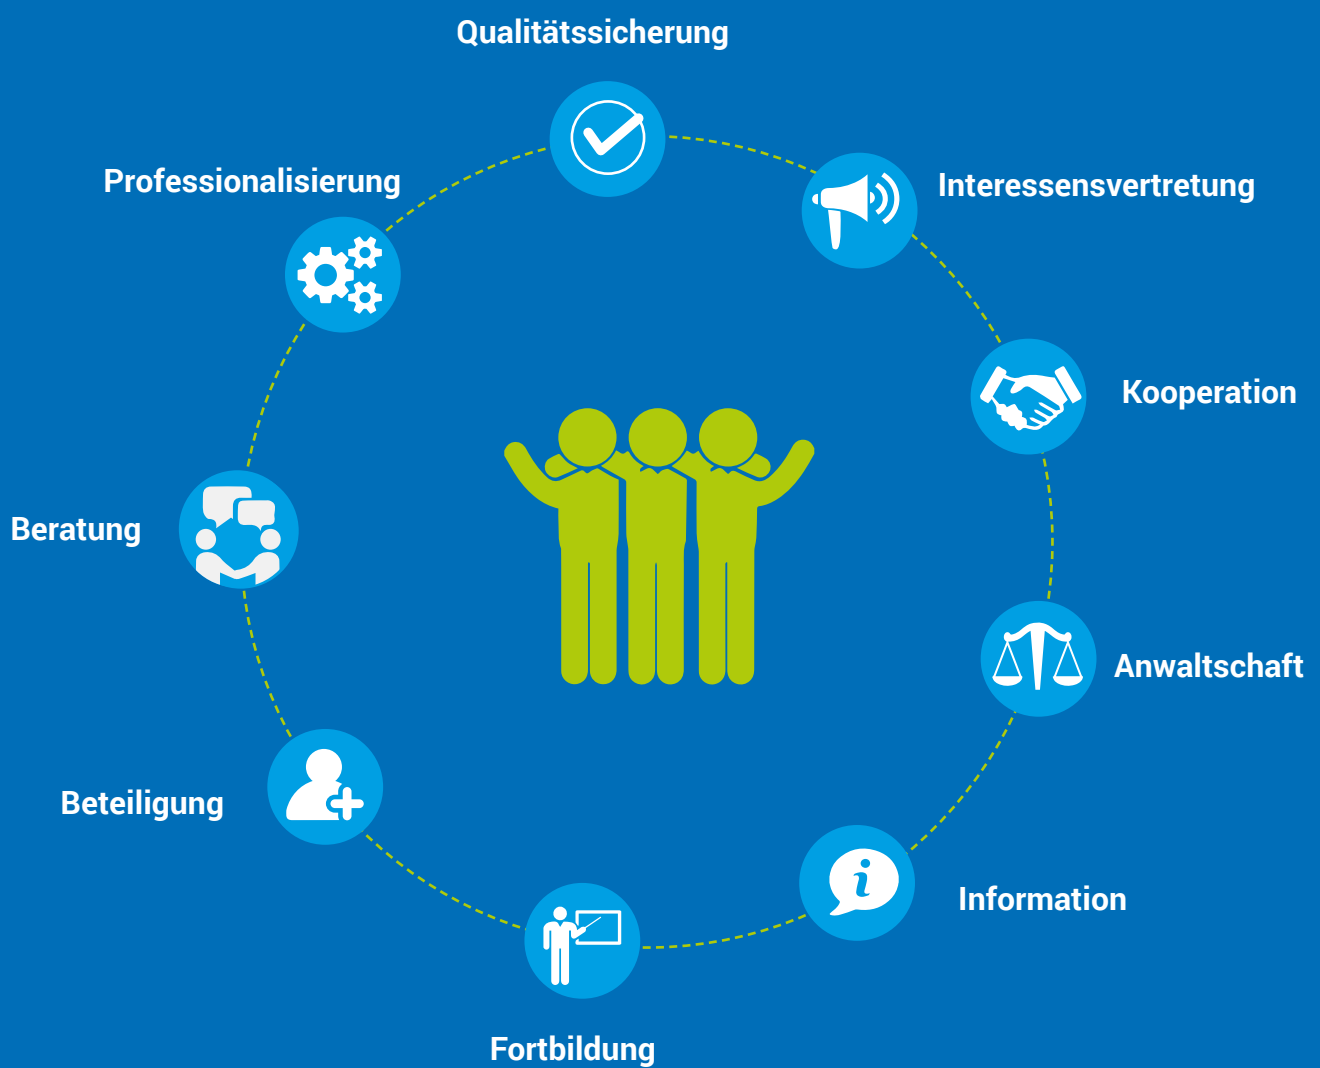 Qualitätssicherung
Professionalisierung
Interessensvertretung
Kooperation
Beratung
Anwaltschaft
Beteiligung
Information
Fortbildung